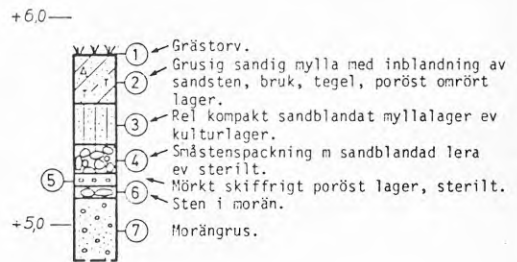 +6,0
1 Grästorv.
2 Grusig sandig mylla med inblandning av
sandsten, bruk, tegel, poröst omrört
lager.
3 Rel kompakt sandblandat myllalager ev
kulturlager.
4 Småstenspackning m sandblandad lera
ev sterilt.
5 Mörkt skiffrigt poröst lager, sterilt.
6 Sten i morän.
+5,0
7 Morängrus.